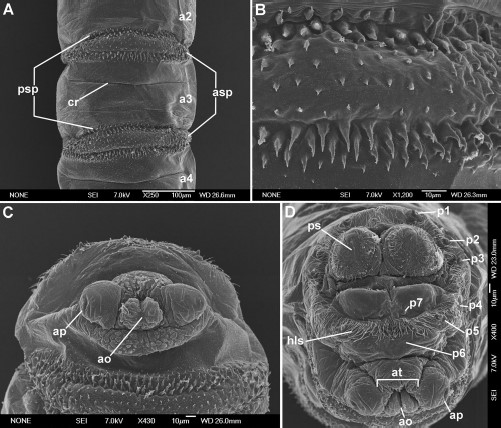 A
a2
psp
asp
cr
a3
a4
NONE SEI 7.0kV X250 100μm WD 26.6mm
B
NONE SEI 7.0kV X1,200 10μm WD 26.3mm
C
ap
ao
NONE SEI 7.0kV X430 10μm WD 26.0mm
D
p1
ps
p2
p3
p4
p7
p5
hls
p6
at
ap
ao
SEI 7.0kV X400 10μm WD 23.0mm